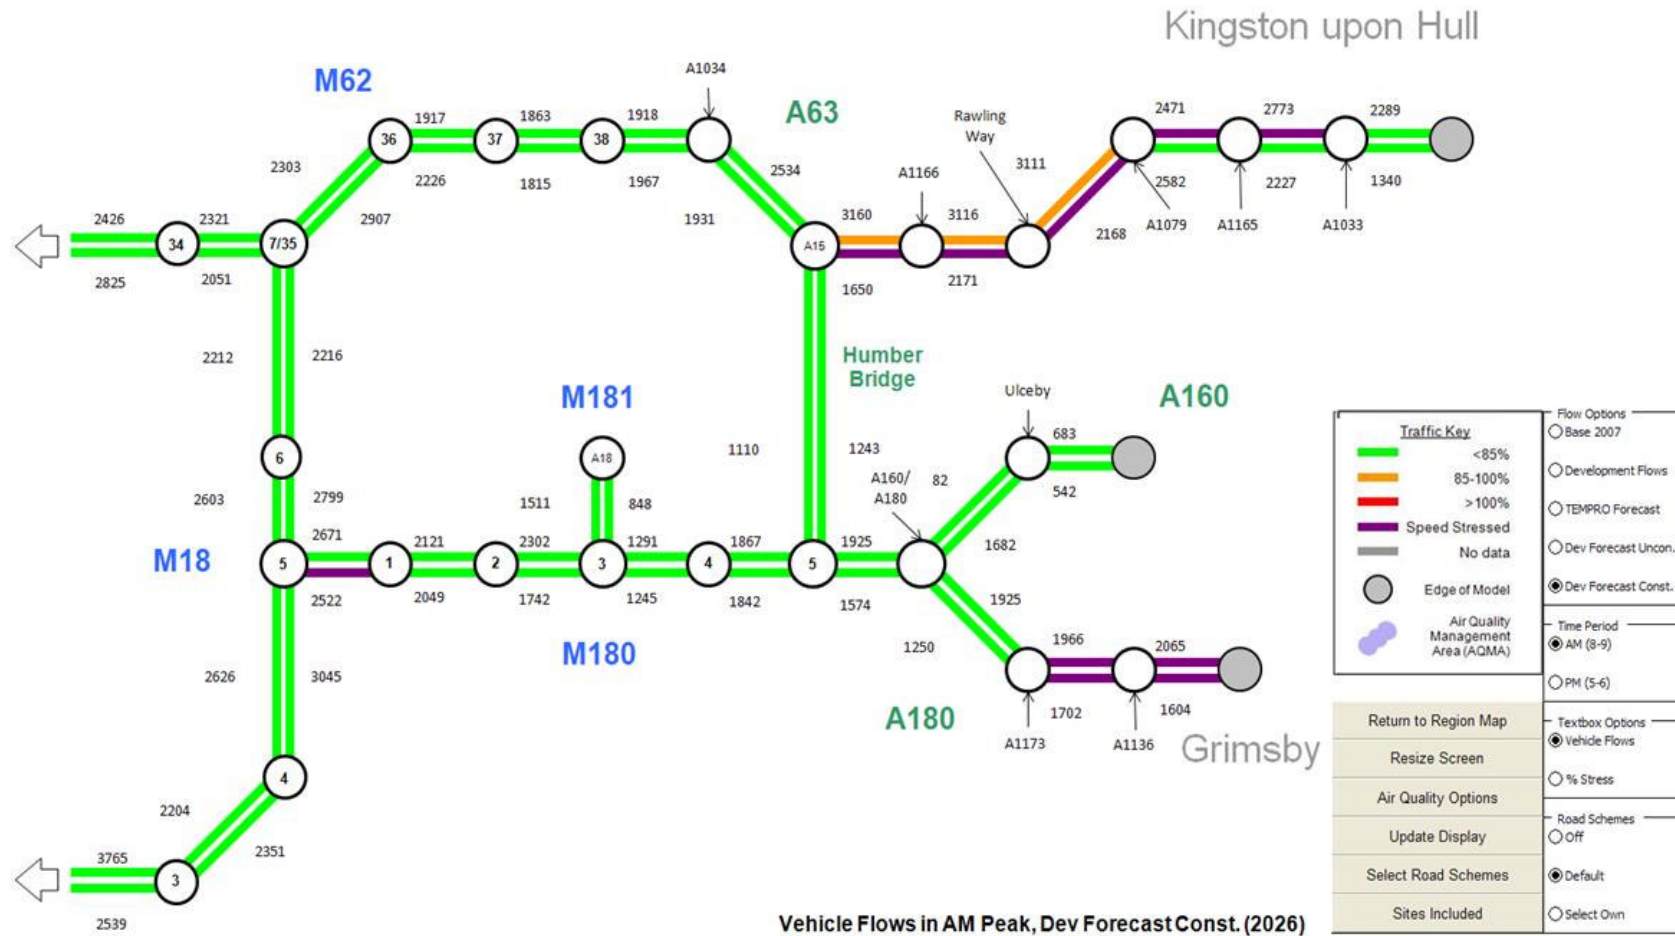 Kingston upon Hull
M62
A1034
A63
1917
1863
1918
Rawling
Way
2471
2773
2289
36
37
38
2303
2226
1815
1967
2534
A1166
3111
2582
2227
1340
2907
1931
3160
3116
2168
A1079
A1165
A1033
2426
2321
34
7/35
A15
2825
2051
1650
2171
2212
2216
Humber
Bridge
M181
Ulceby
A160
6
A18
1110
1243
683
A160/
A180
82
542
2603
2799
1511
848
M18
2671
2121
2302
1291
1867
1925
1682
5
1
2
3
4
5
2522
2049
1742
1245
1842
1574
1925
M180
1250
1966
2065
2626
3045
A180
1702
1604
A1173
A1136
Grimsby
4
2204
2351
3765
3
2539
Vehicle Flows in AM Peak, Dev Forecast Const. (2026)
Traffic Key
<85%
85-100%
>100%
Speed Stressed
No data
Edge of Model
Air Quality
Management
Area (AQMA)
Return to Region Map
Resize Screen
Air Quality Options
Update Display
Select Road Schemes
Sites Included
Flow Options
Base 2007
Development Flows
TEMPRO Forecast
Dev Forecast Uncon.
Dev Forecast Const.
Time Period
AM (8-9)
PM (5-6)
Textbox Options
Vehicle Flows
% Stress
Road Schemes
Off
Default
Select Own